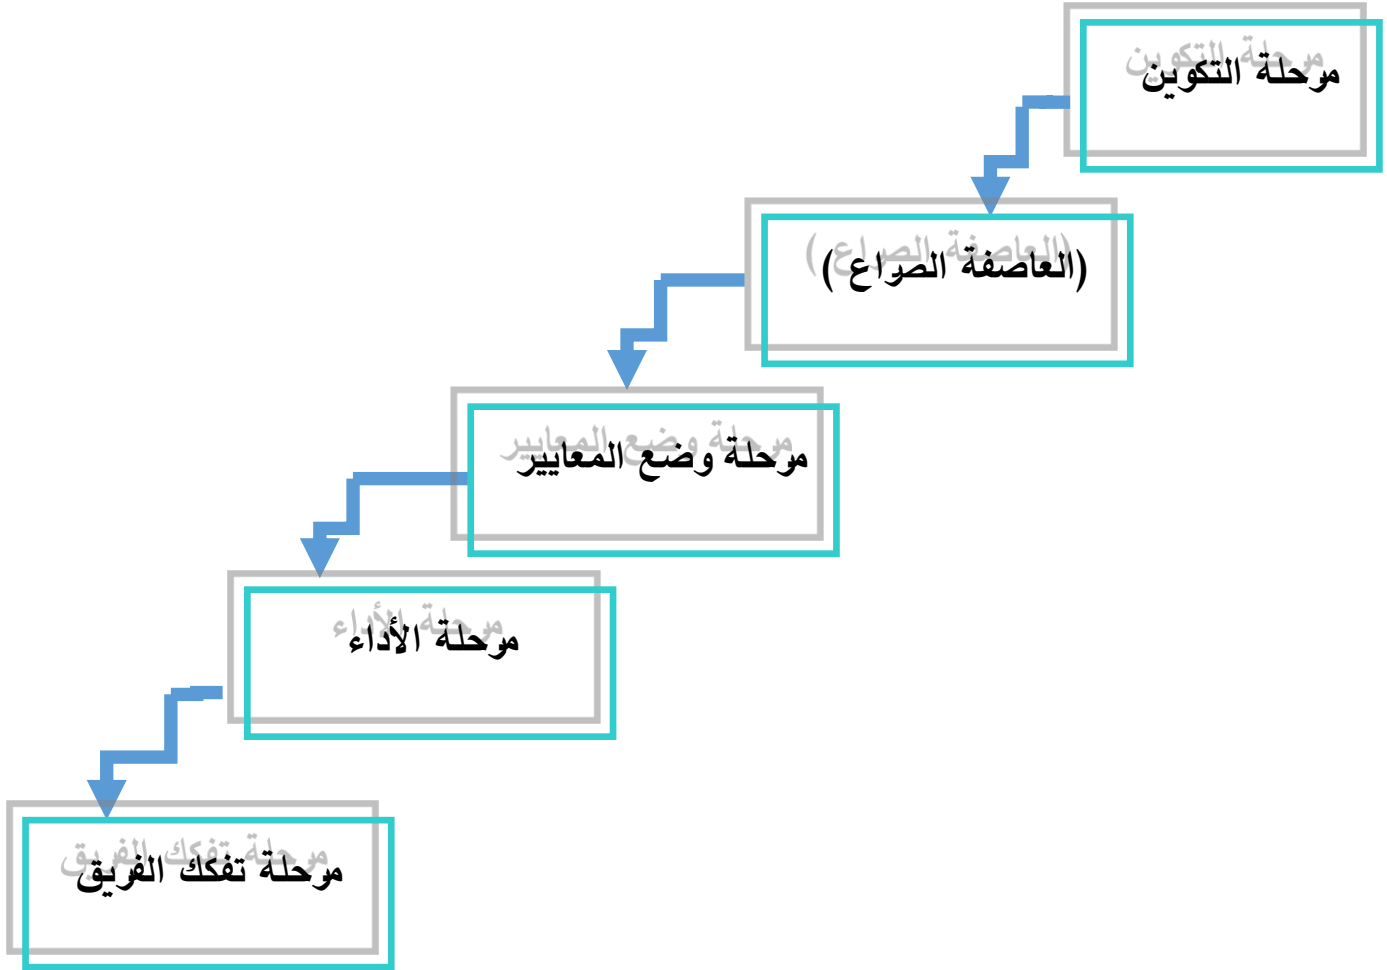 مرحلة التكوين
(العاصفة الصراع )
مرحلة وضع المعايير
مرحلة الأداء
مرحلة تفكك الفريق